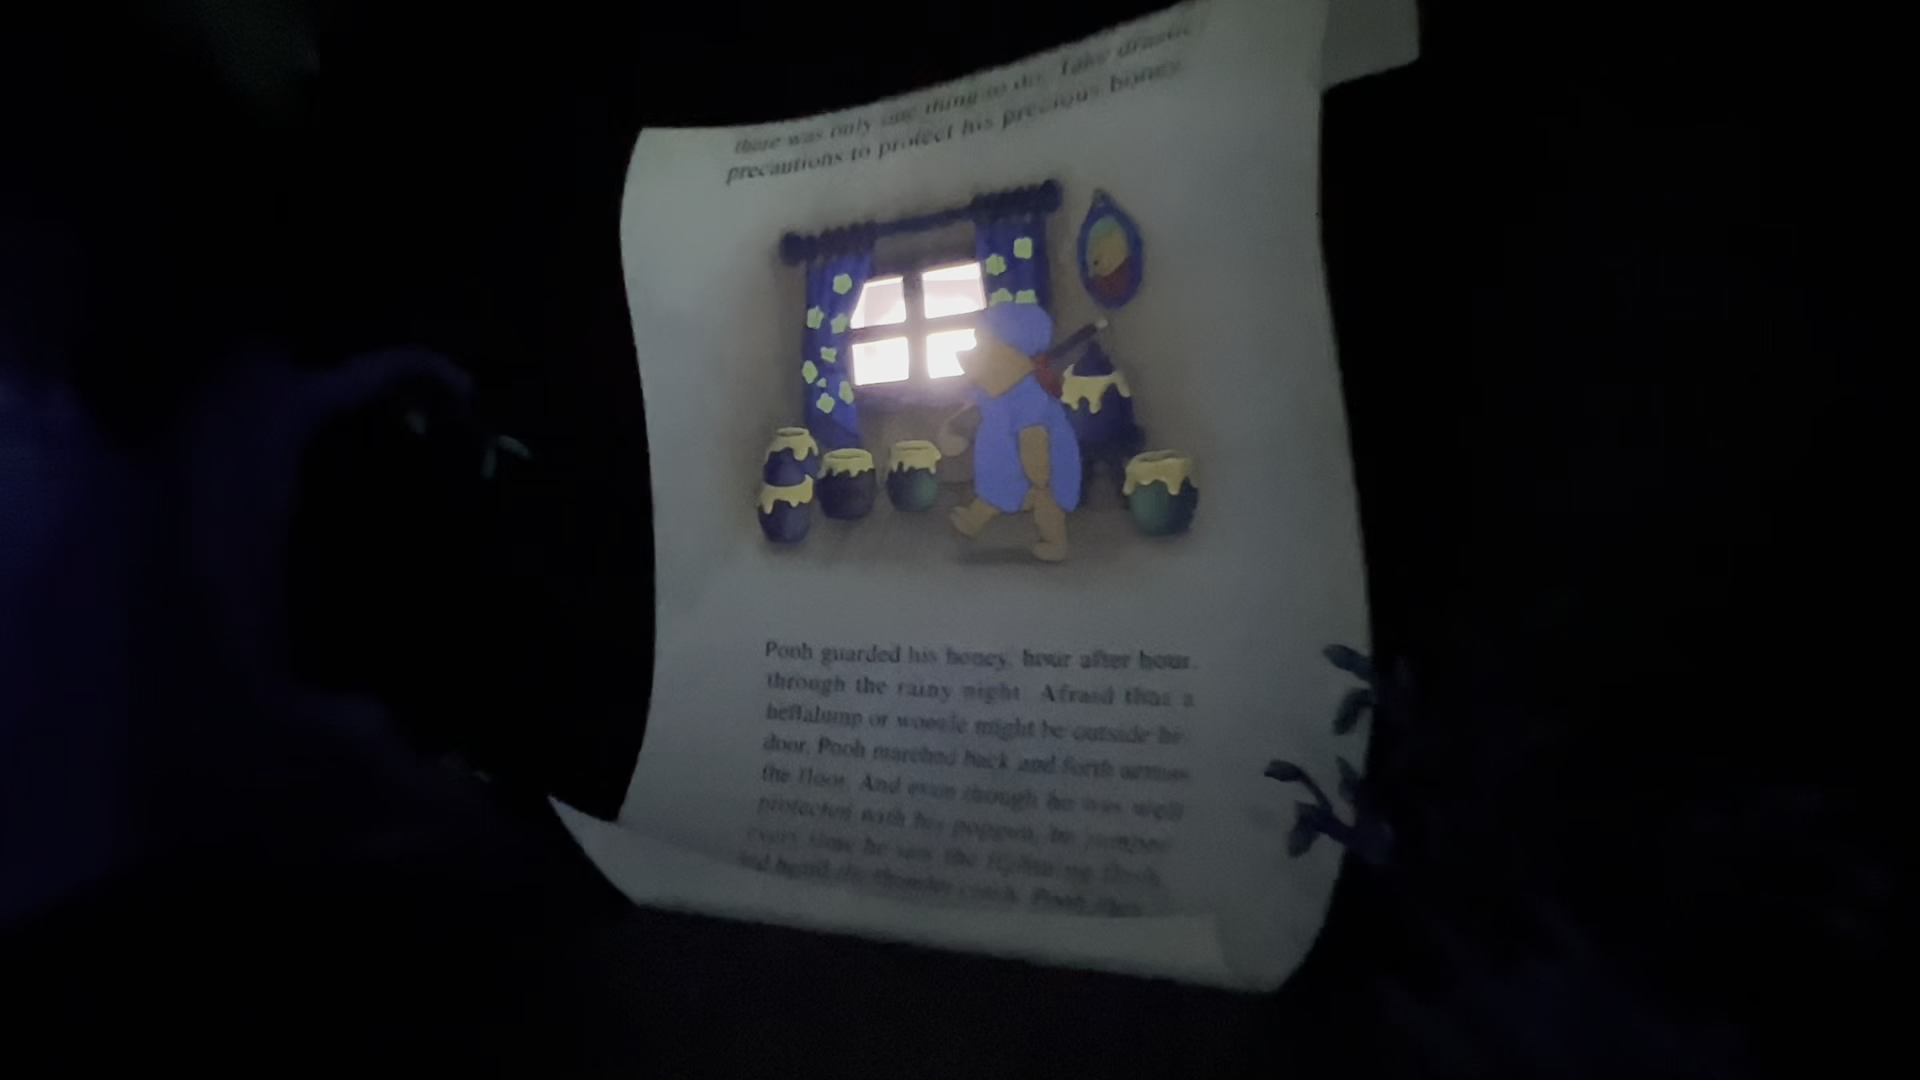 there was only one thing to do. Take drastic
precautions to protect his precious honey.
Pooh guarded his honey, hour after hour,
through the rainy night. Afraid that a
heffalump or woozle might be outside his
door, Pooh marched back and forth across
the floor. And even though he was well
protected with his popgun, he jumped
every time he saw the lightning flash
and heard the thunder crash. Pooh then